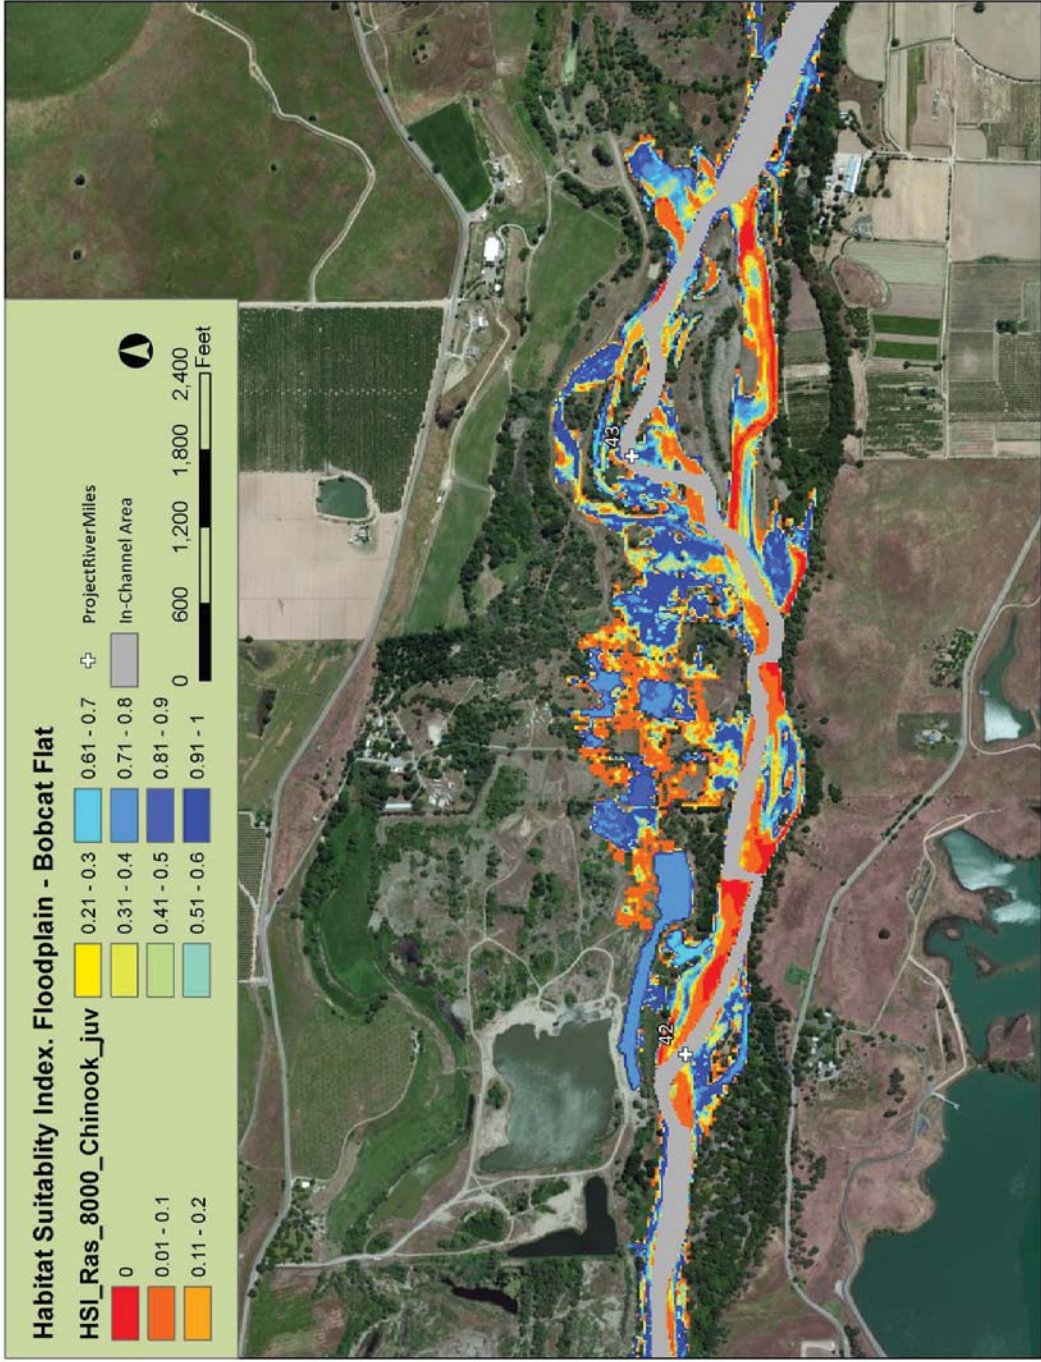 Habitat Suitablity Index. Floodplain - Bobcat Flat
HSI_Ras_8000_Chinook_juv
0
0.01 - 0.1
0.11 - 0.2
0.21 - 0.3
0.31 - 0.4
0.41 - 0.5
0.51 - 0.6
0.61 - 0.7
0.71 - 0.8
0.81 - 0.9
0.91 - 1
ProjectRiverMiles
In-Channel Area
0 600 1,200 1,800 2,400
Feet
42
43